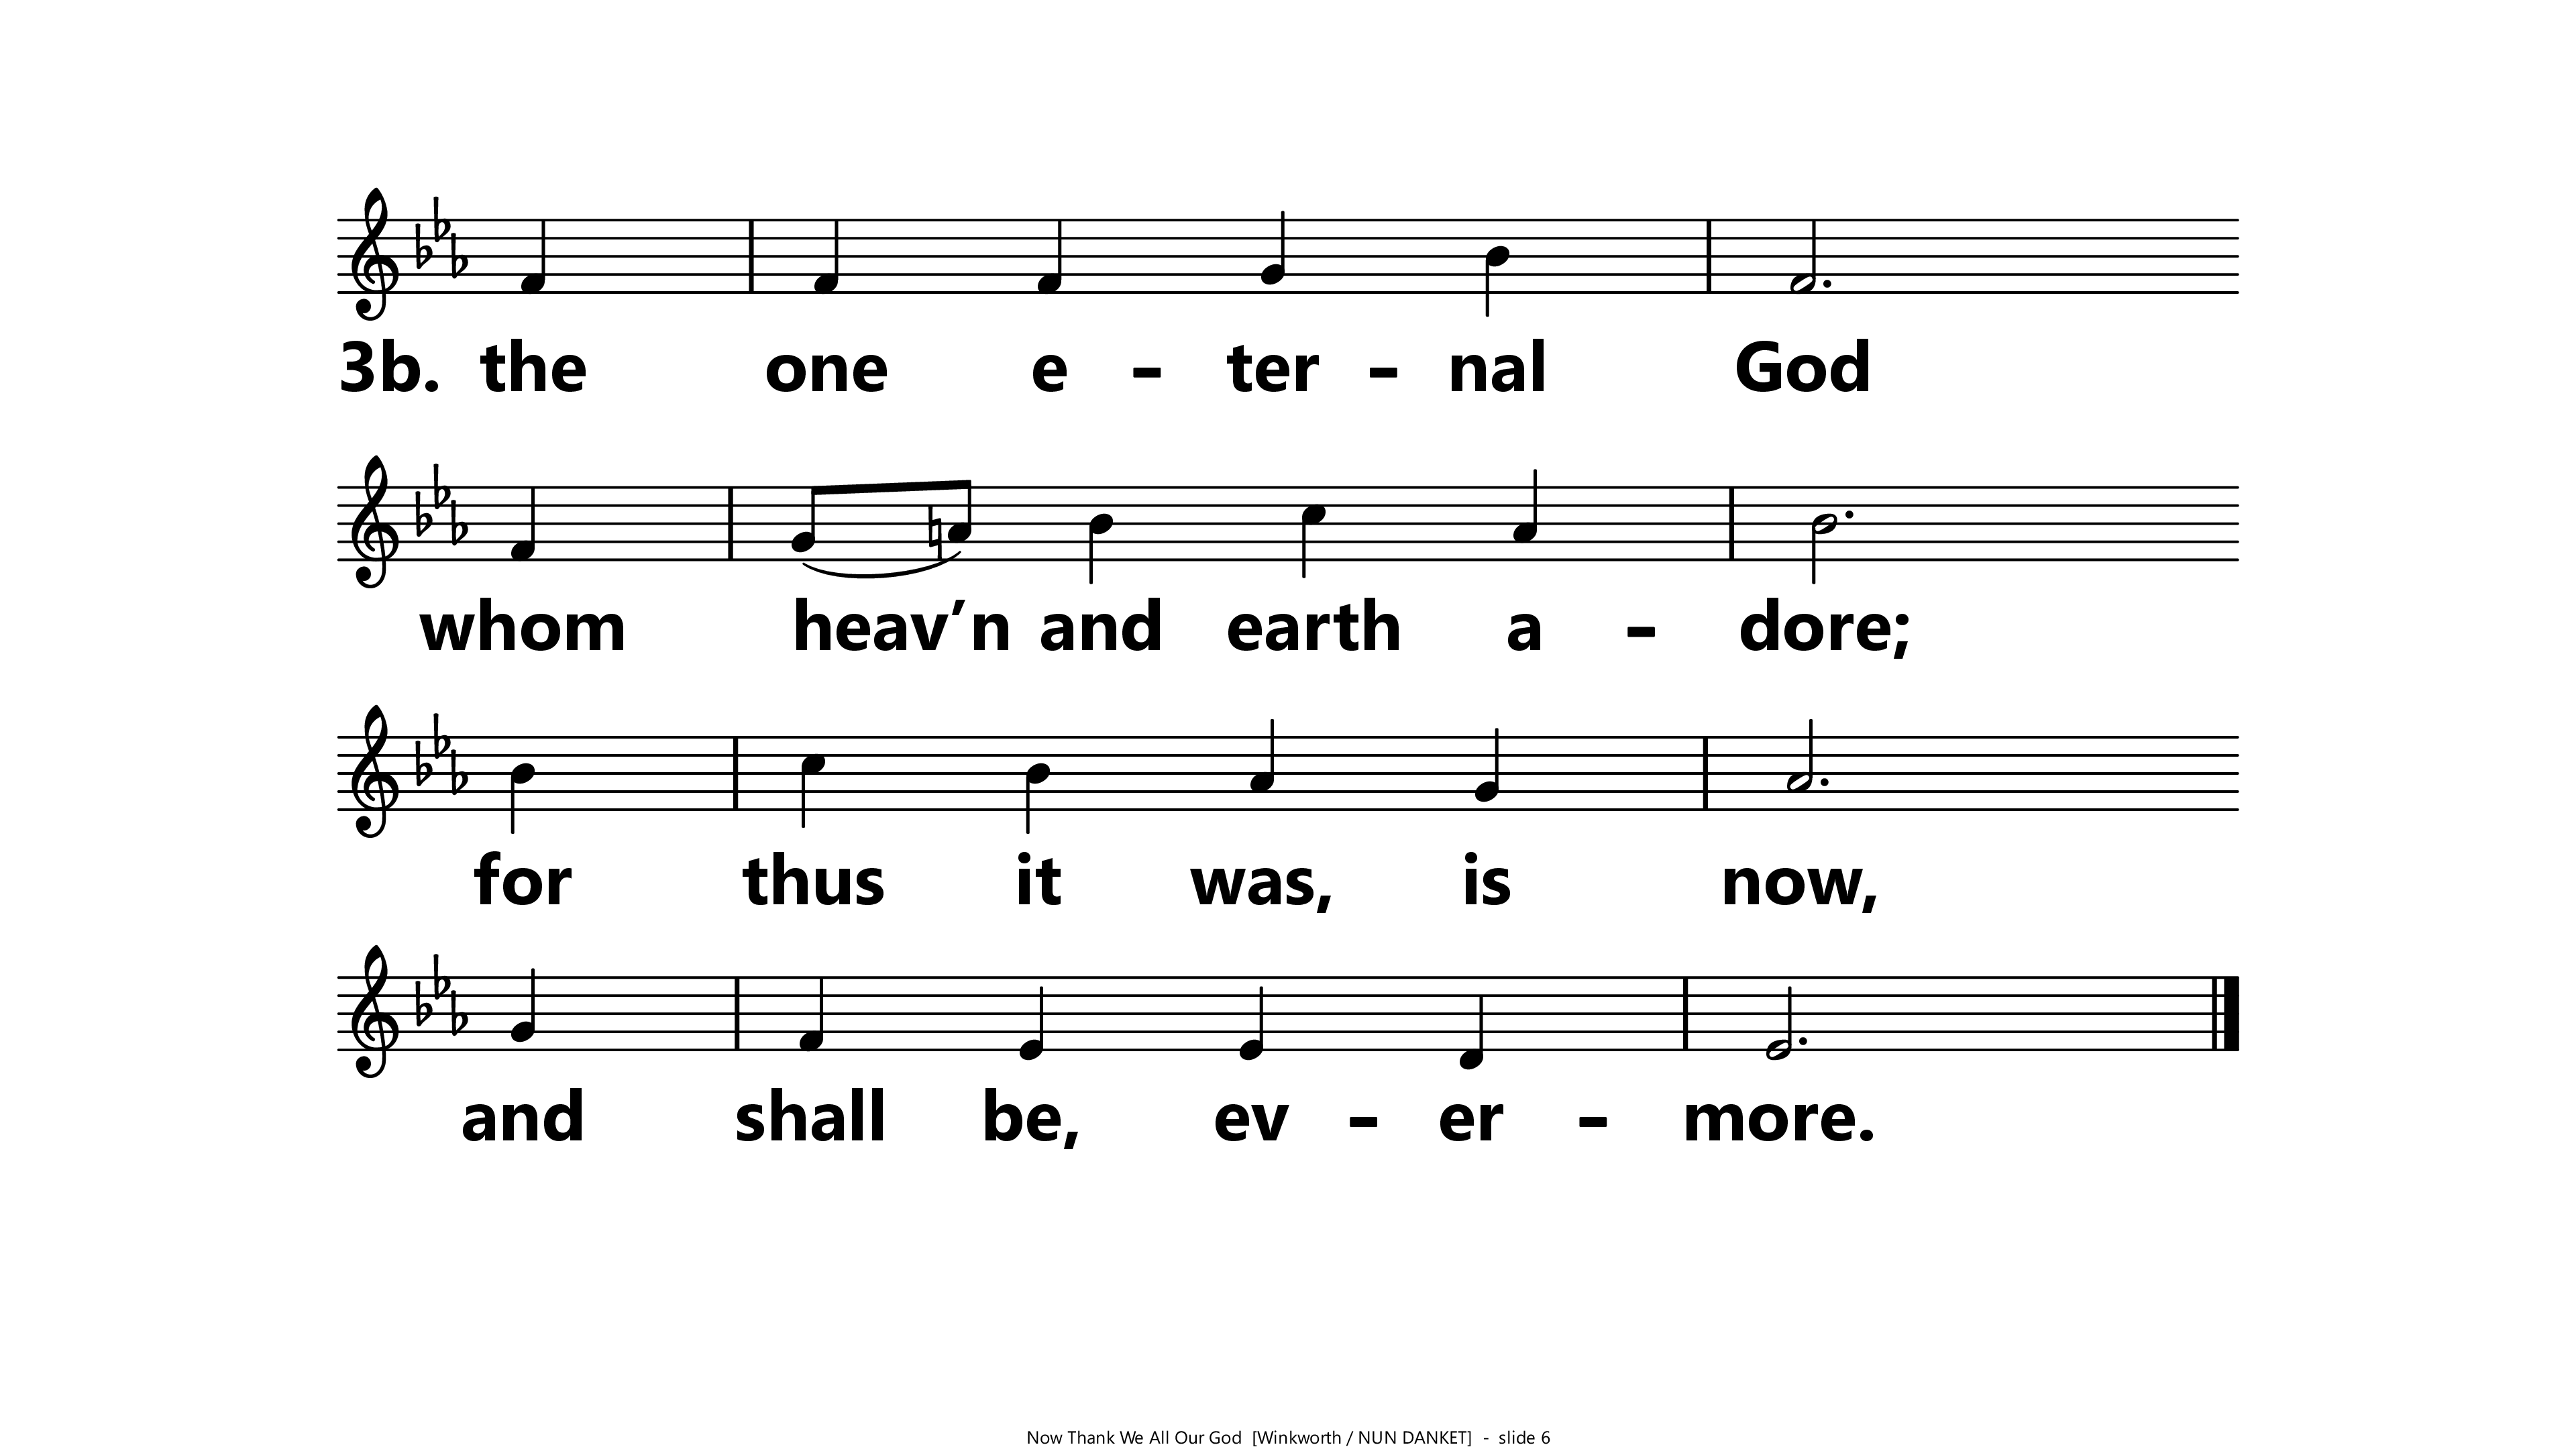 3b. the one e - ter - nal God
whom heav’n and earth a - dore;
for thus it was, is now,
and shall be, ev - er - more.
Now Thank We All Our God [Winkworth / NUN DANKET] - slide 6